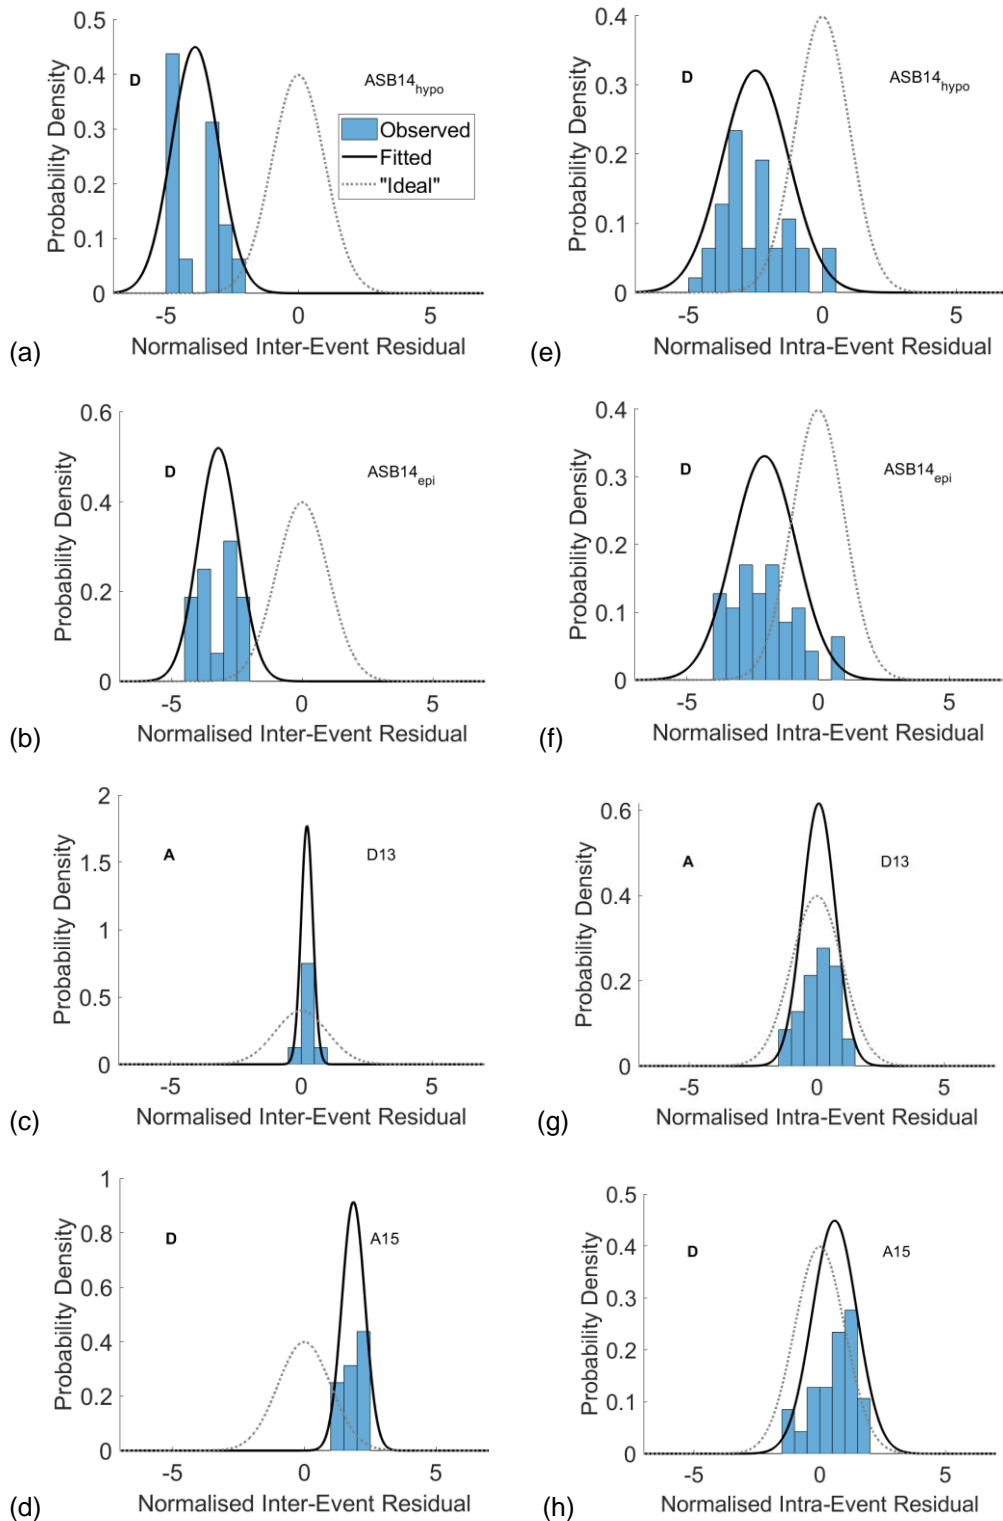 0.5
0.4
0.3
0.2
0.1
0
-5 0 5
Probability Density
D
ASB14hypo
Observed
Fitted
"Ideal"
Normalised Inter-Event Residual
(a)
0.4
0.3
0.2
0.1
0
-5 0 5
Probability Density
D
ASB14hypo
Normalised Intra-Event Residual
(e)
0.6
0.4
0.2
0
-5 0 5
Probability Density
D
ASB14epi
Normalised Inter-Event Residual
(b)
0.4
0.3
0.2
0.1
0
-5 0 5
Probability Density
D
ASB14epi
Normalised Intra-Event Residual
(f)
2
1.5
1
0.5
0
-5 0 5
Probability Density
A
D13
Normalised Inter-Event Residual
(c)
0.6
0.4
0.2
0
-5 0 5
Probability Density
A
D13
Normalised Intra-Event Residual
(g)
1
0.8
0.6
0.4
0.2
0
-5 0 5
Probability Density
D
A15
Normalised Inter-Event Residual
(d)
0.5
0.4
0.3
0.2
0.1
0
-5 0 5
Probability Density
D
A15
Normalised Intra-Event Residual
(h)